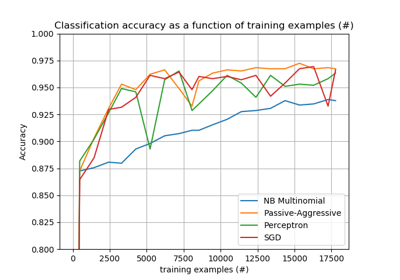 Classification accuracy as a function of training examples (#)
1.000
0.975
0.950
0.925
0.900
0.875
0.850
0.825
0.800
Accuracy
NB Multinomial
Passive-Aggressive
Perceptron
SGD
0 2500 5000 7500 10000 12500 15000 17500
training examples (#)